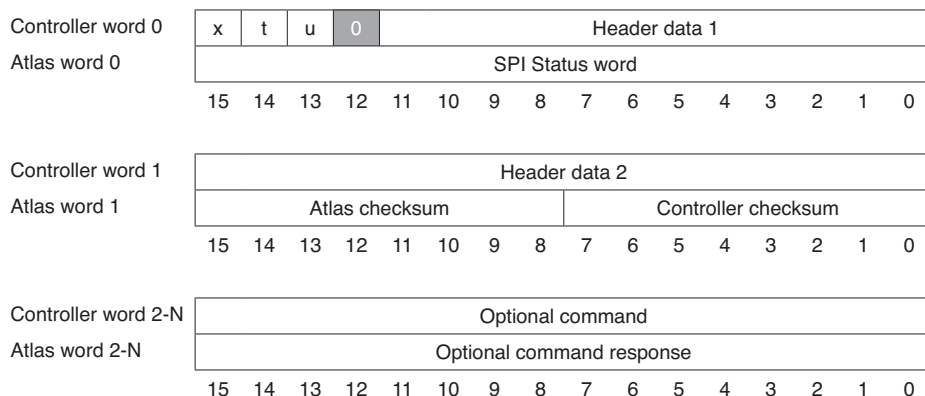 Controller word 0 x t u 0 Header data 1
Atlas word 0 SPI Status word
15 14 13 12 11 10 9 8 7 6 5 4 3 2 1 0
Controller word 1 Header data 2
Atlas word 1 Atlas checksum Controller checksum
15 14 13 12 11 10 9 8 7 6 5 4 3 2 1 0
Controller word 2-N Optional command
Atlas word 2-N Optional command response
15 14 13 12 11 10 9 8 7 6 5 4 3 2 1 0